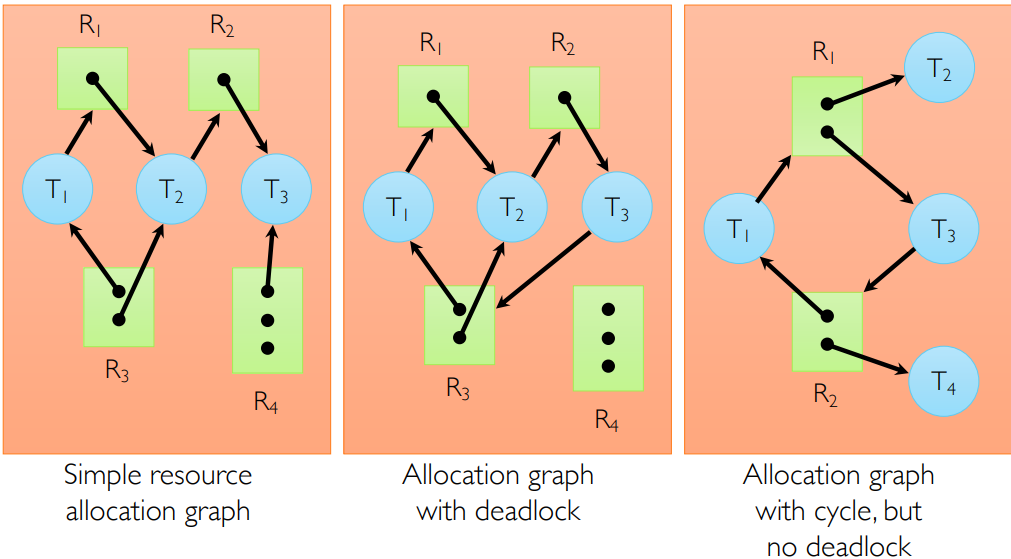 R₁ R₂
T₁ T₂ T₃
R₃
R₄
Simple resource
allocation graph
R₁ R₂
T₁ T₂ T₃
R₃
R₄
Allocation graph
with deadlock
R₁
T₂
T₁ T₃
R₂
T₄
Allocation graph
with cycle, but
no deadlock